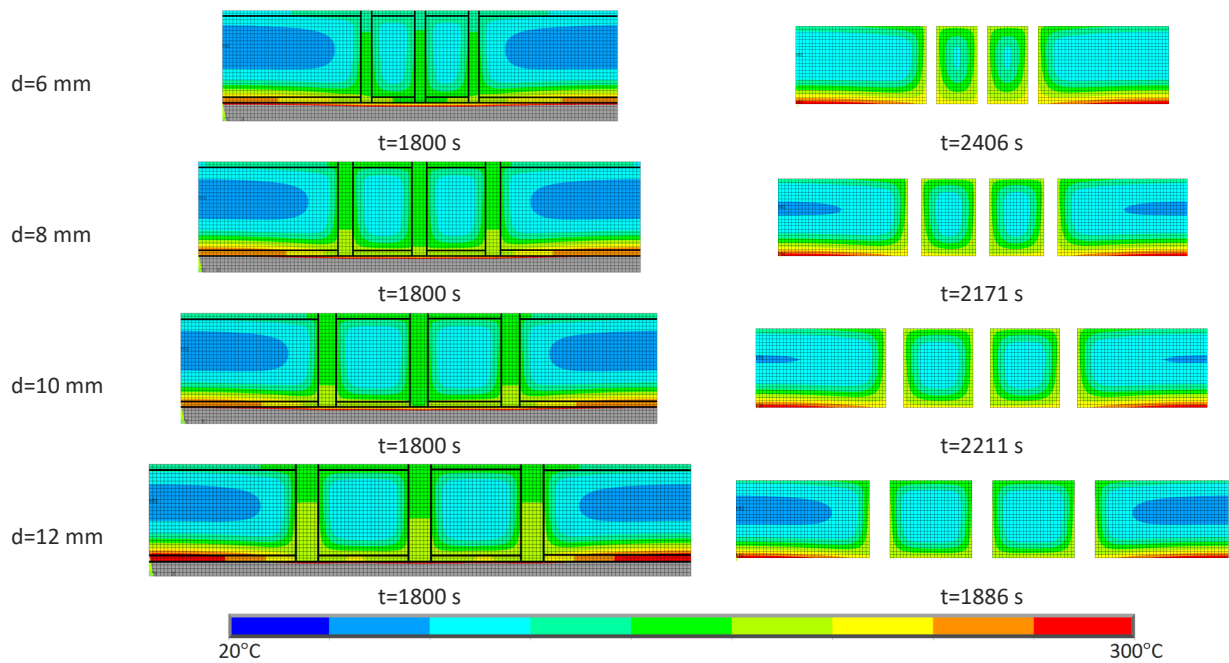 d=6 mm
t=1800 s
t=2406 s
d=8 mm
t=1800 s
t=2171 s
d=10 mm
t=1800 s
t=2211 s
d=12 mm
t=1800 s
t=1886 s
20°C
300°C